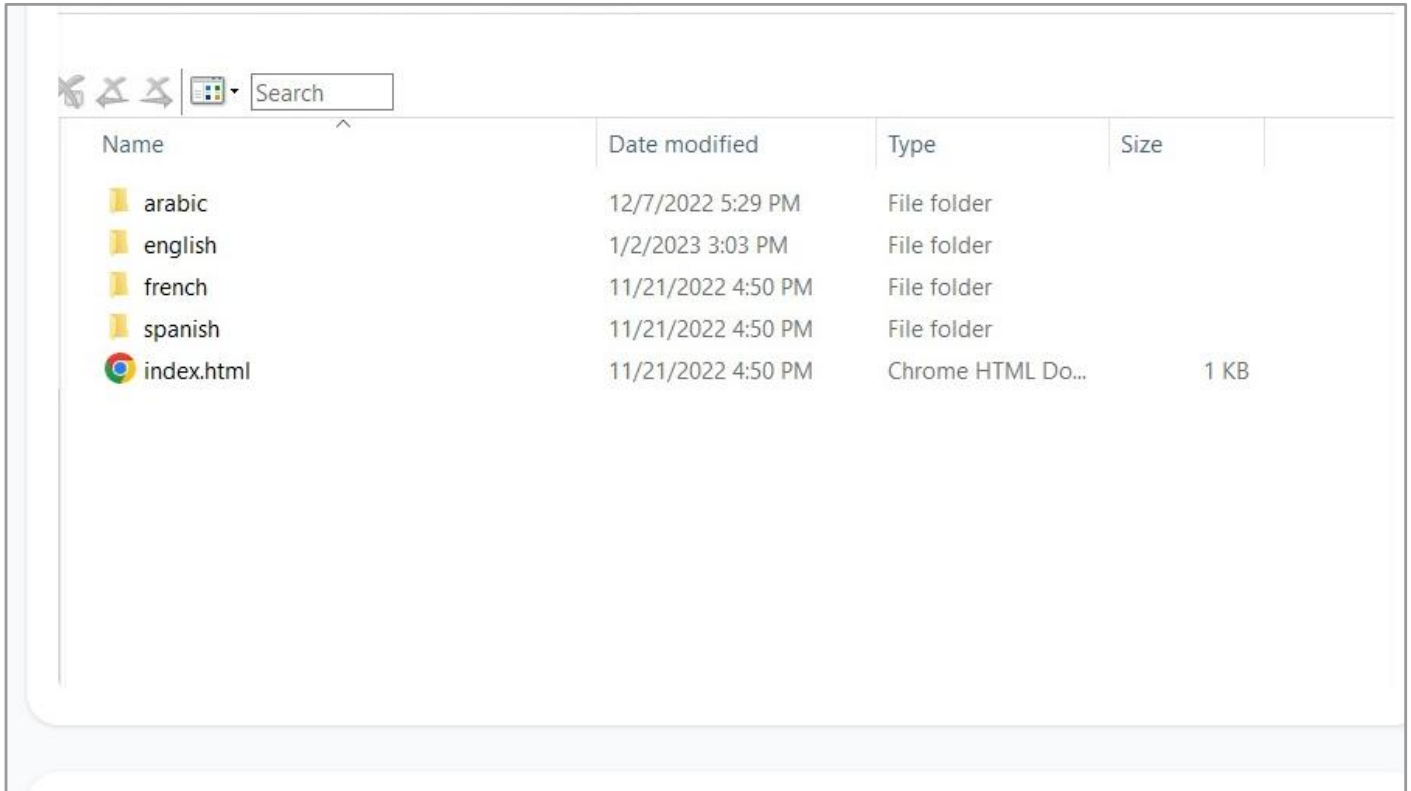 Search
Name Date modified Type Size
arabic 12/7/2022 5:29 PM File folder
english 1/2/2023 3:03 PM File folder
french 11/21/2022 4:50 PM File folder
spanish 11/21/2022 4:50 PM File folder
index.html 11/21/2022 4:50 PM Chrome HTML Do... 1 KB